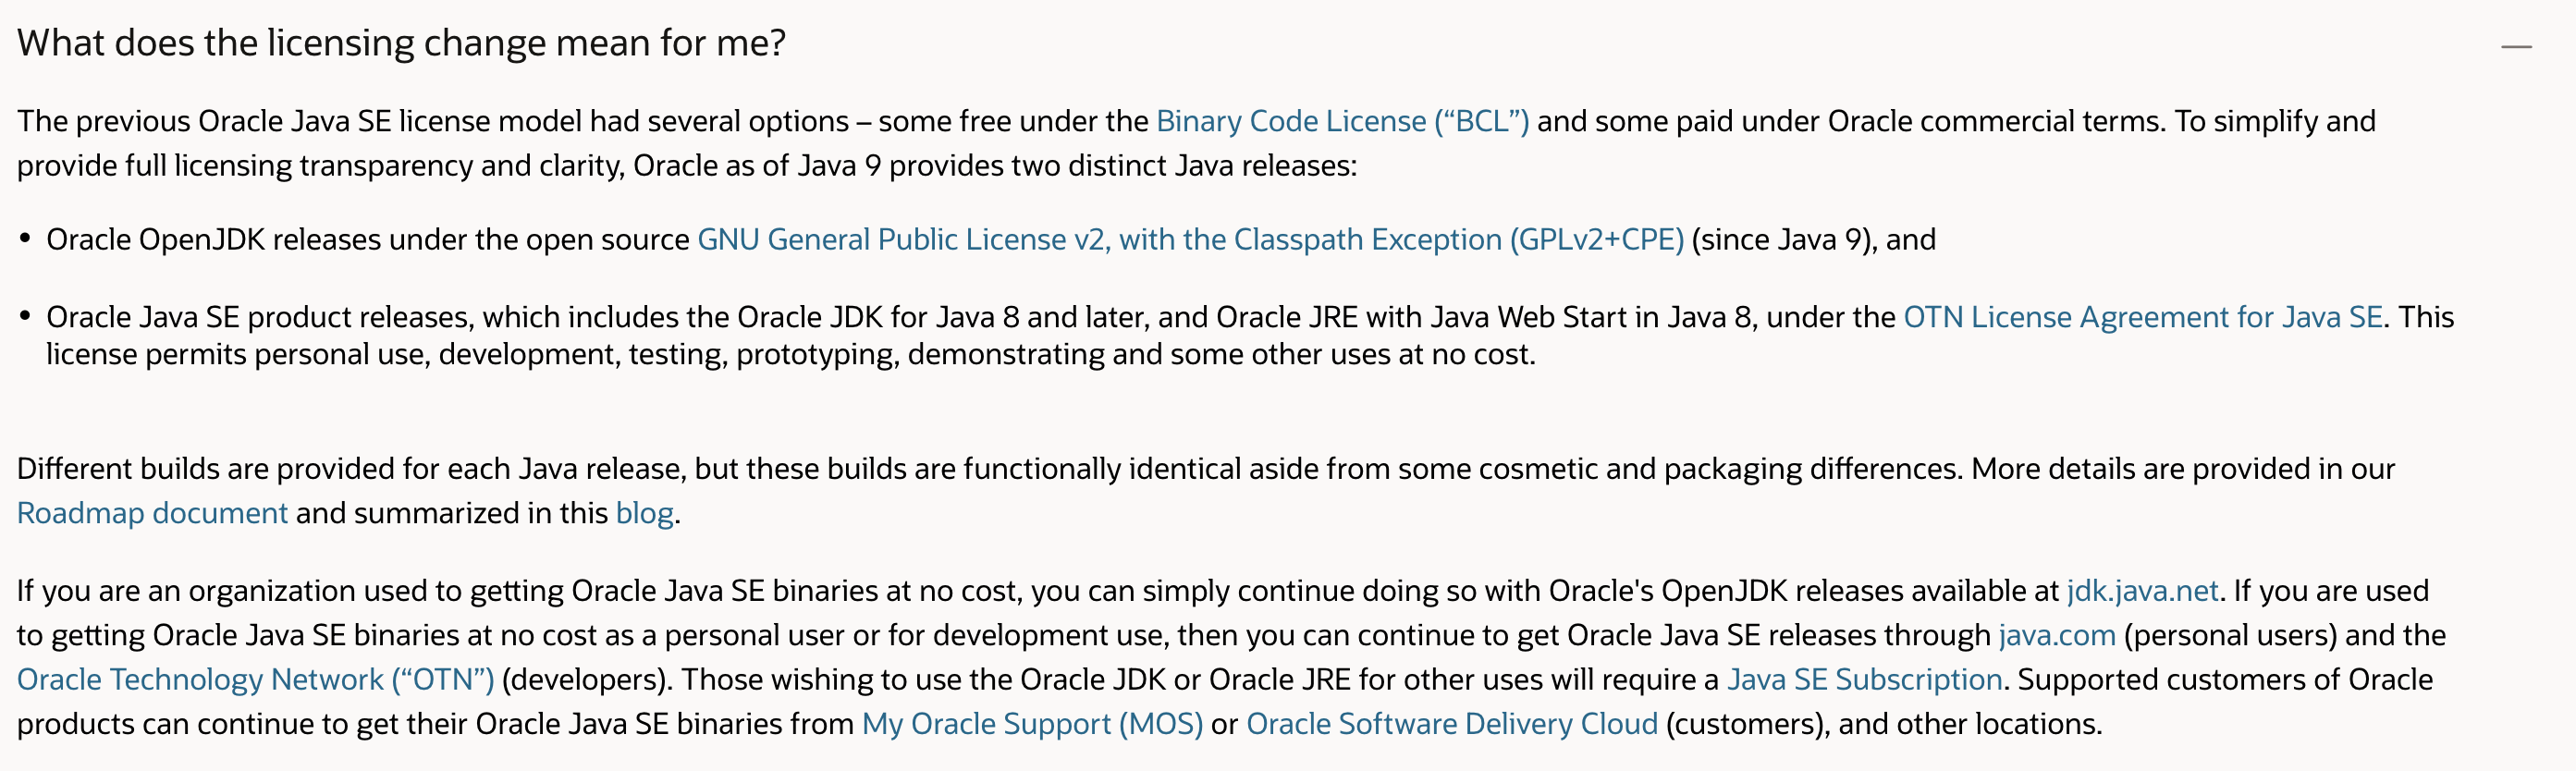 What does the licensing change mean for me?
The previous Oracle Java SE license model had several options – some free under the Binary Code License (“BCL”) and some paid under Oracle commercial terms. To simplify and
provide full licensing transparency and clarity, Oracle as of Java 9 provides two distinct Java releases:
• Oracle OpenJDK releases under the open source GNU General Public License v2, with the Classpath Exception (GPLv2+CPE) (since Java 9), and
• Oracle Java SE product releases, which includes the Oracle JDK for Java 8 and later, and Oracle JRE with Java Web Start in Java 8, under the OTN License Agreement for Java SE. This
license permits personal use, development, testing, prototyping, demonstrating and some other uses at no cost.
Different builds are provided for each Java release, but these builds are functionally identical aside from some cosmetic and packaging differences. More details are provided in our
Roadmap document and summarized in this blog.
If you are an organization used to getting Oracle Java SE binaries at no cost, you can simply continue doing so with Oracle's OpenJDK releases available at jdk.java.net. If you are used
to getting Oracle Java SE binaries at no cost as a personal user or for development use, then you can continue to get Oracle Java SE releases through java.com (personal users) and the
Oracle Technology Network (“OTN”) (developers). Those wishing to use the Oracle JDK or Oracle JRE for other uses will require a Java SE Subscription. Supported customers of Oracle
products can continue to get their Oracle Java SE binaries from My Oracle Support (MOS) or Oracle Software Delivery Cloud (customers), and other locations.